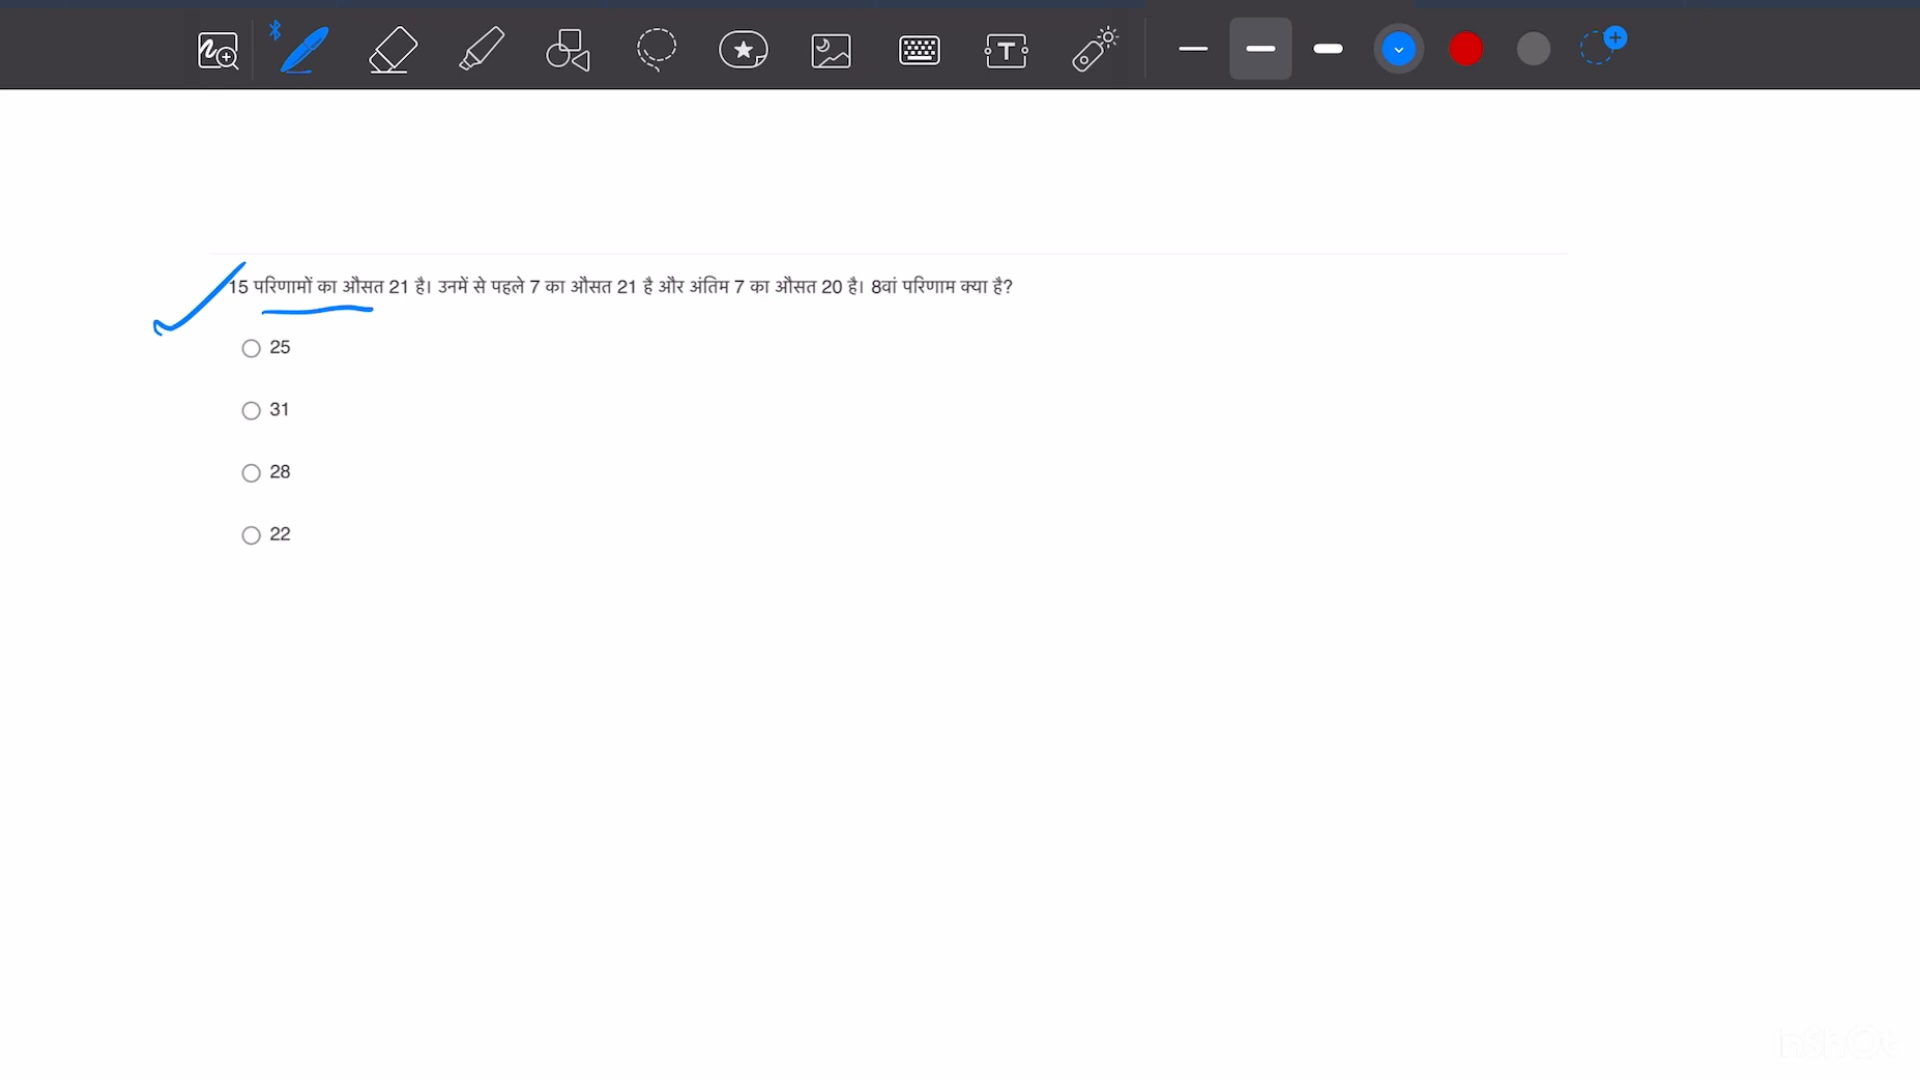 15 परिणामों का औसत 21 है। उनमें से पहले 7 का औसत 21 है और अंतिम 7 का औसत 20 है। 8वां परिणाम क्या है?
25
31
28
22